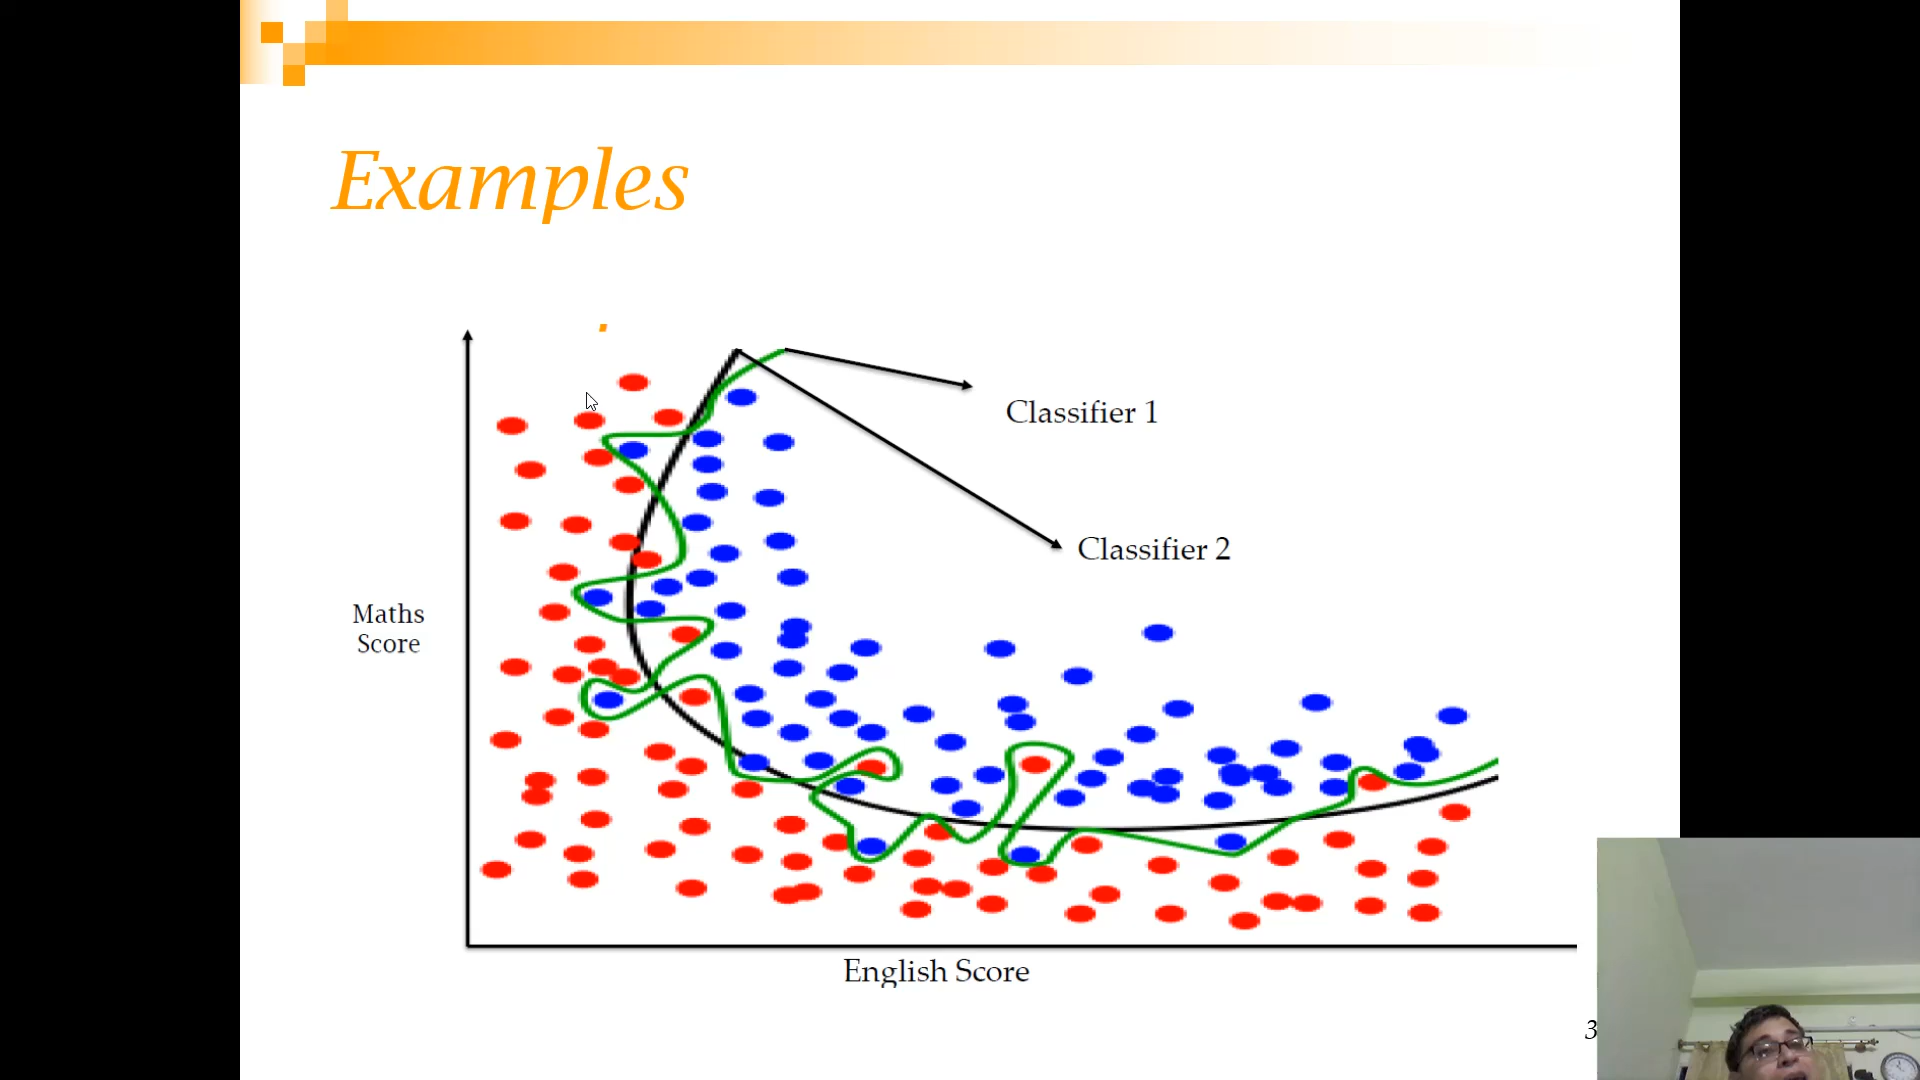 Examples
Classifier 1
Classifier 2
Maths
Score
English Score
3